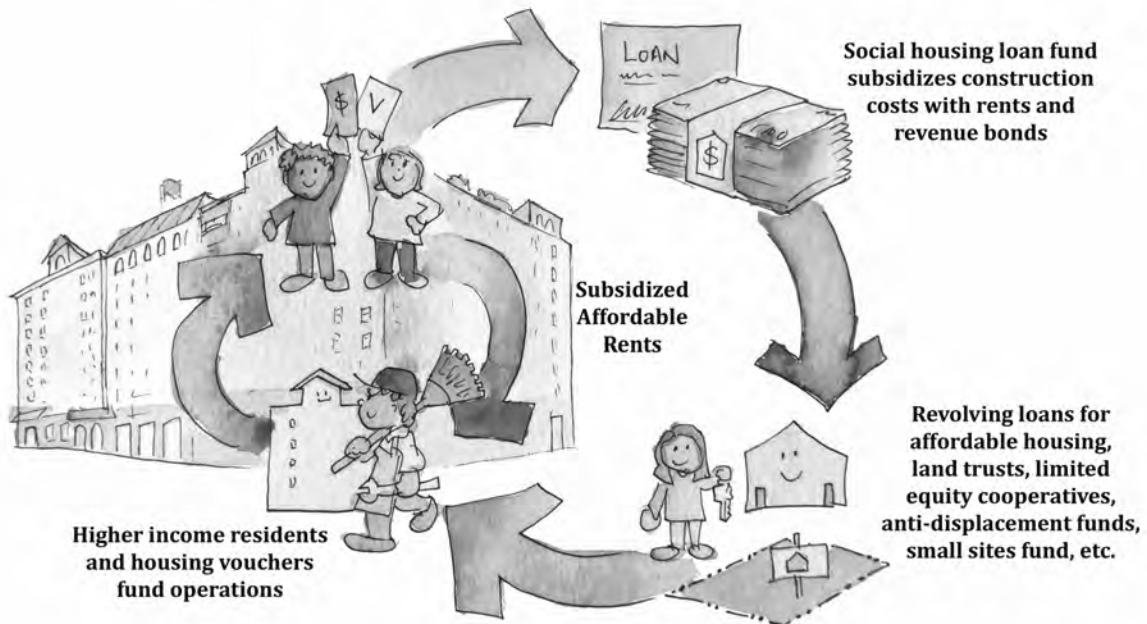 LOAN
$
V
$
Social housing loan fund
subsidizes construction
costs with rents and
revenue bonds
Subsidized
Affordable
Rents
Revolving loans for
affordable housing,
land trusts, limited
equity cooperatives,
anti-displacement funds,
small sites fund, etc.
Higher income residents
and housing vouchers
fund operations